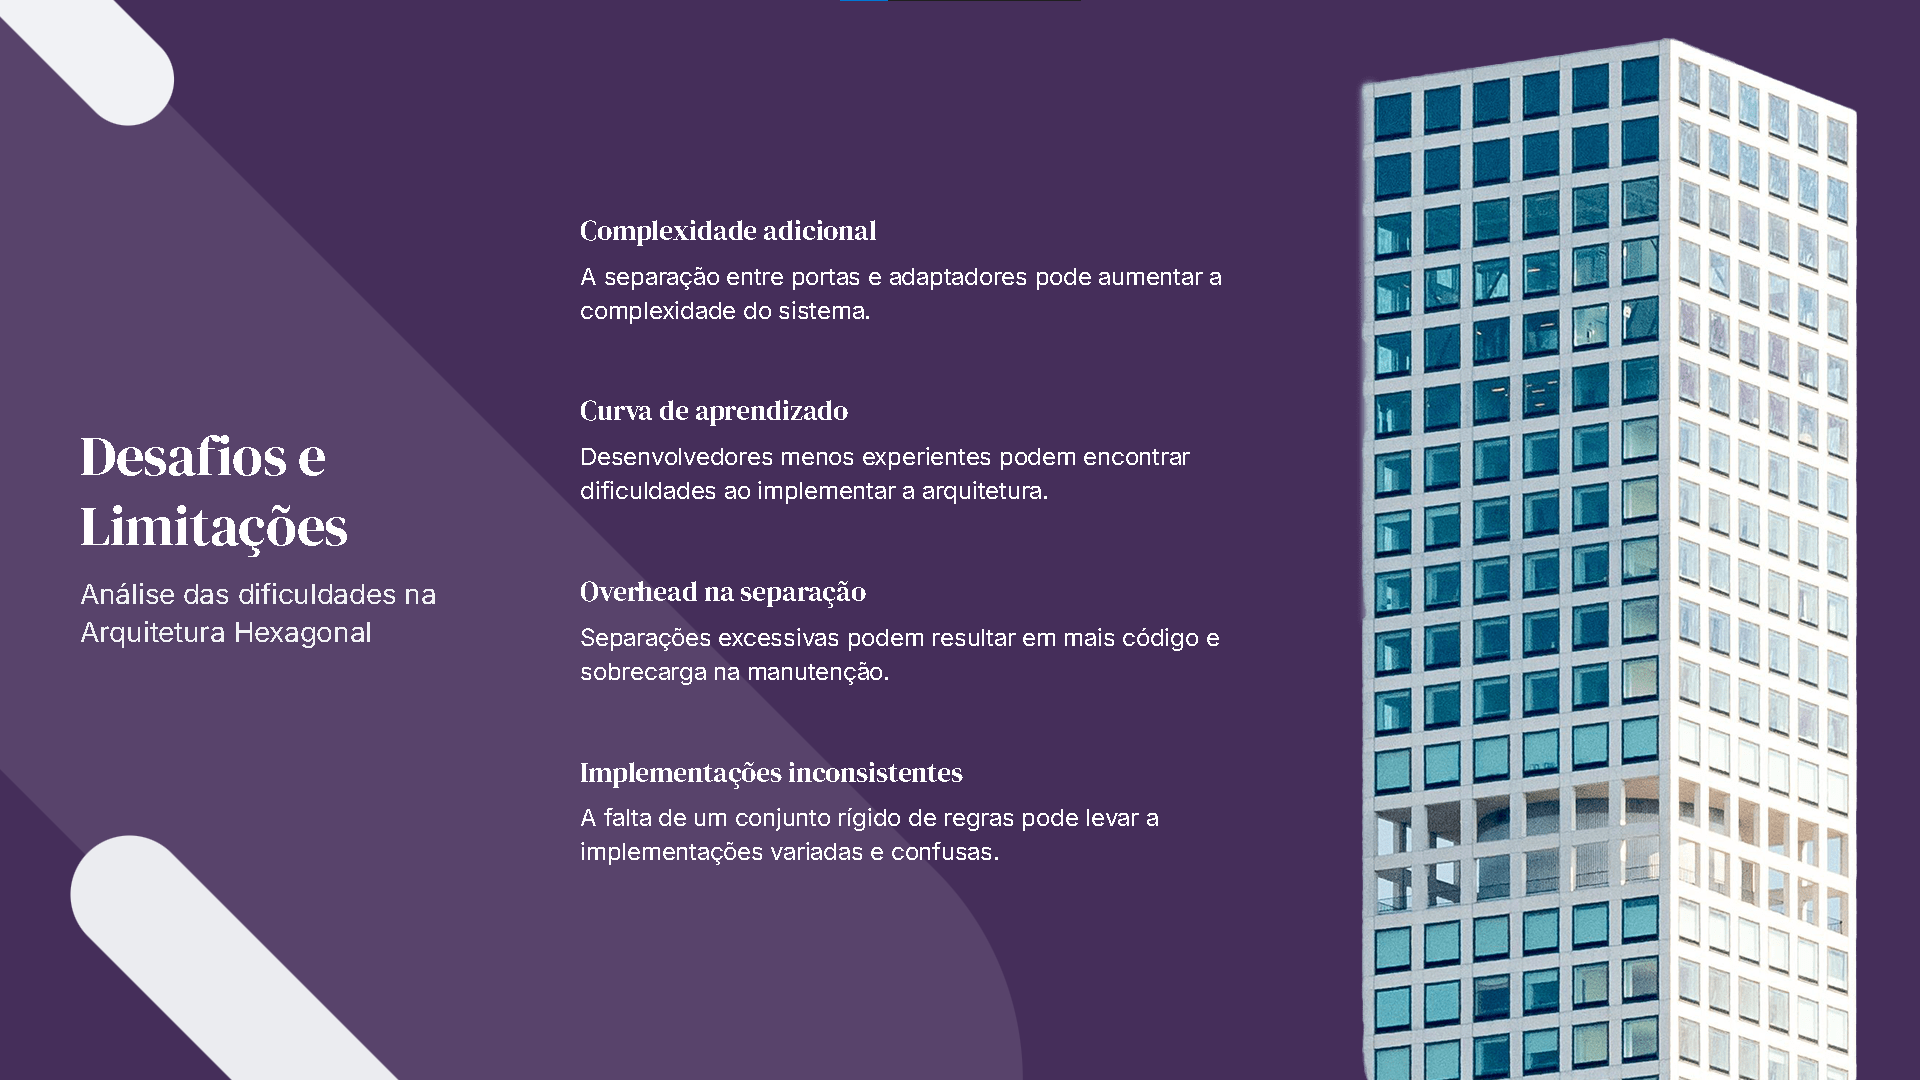 Desafios e
Limitações
Análise das dificuldades na
Arquitetura Hexagonal
Complexidade adicional
A separação entre portas e adaptadores pode aumentar a
complexidade do sistema.
Curva de aprendizado
Desenvolvedores menos experientes podem encontrar
dificuldades ao implementar a arquitetura.
Overhead na separação
Separações excessivas podem resultar em mais código e
sobrecarga na manutenção.
Implementações inconsistentes
A falta de um conjunto rígido de regras pode levar a
implementações variadas e confusas.